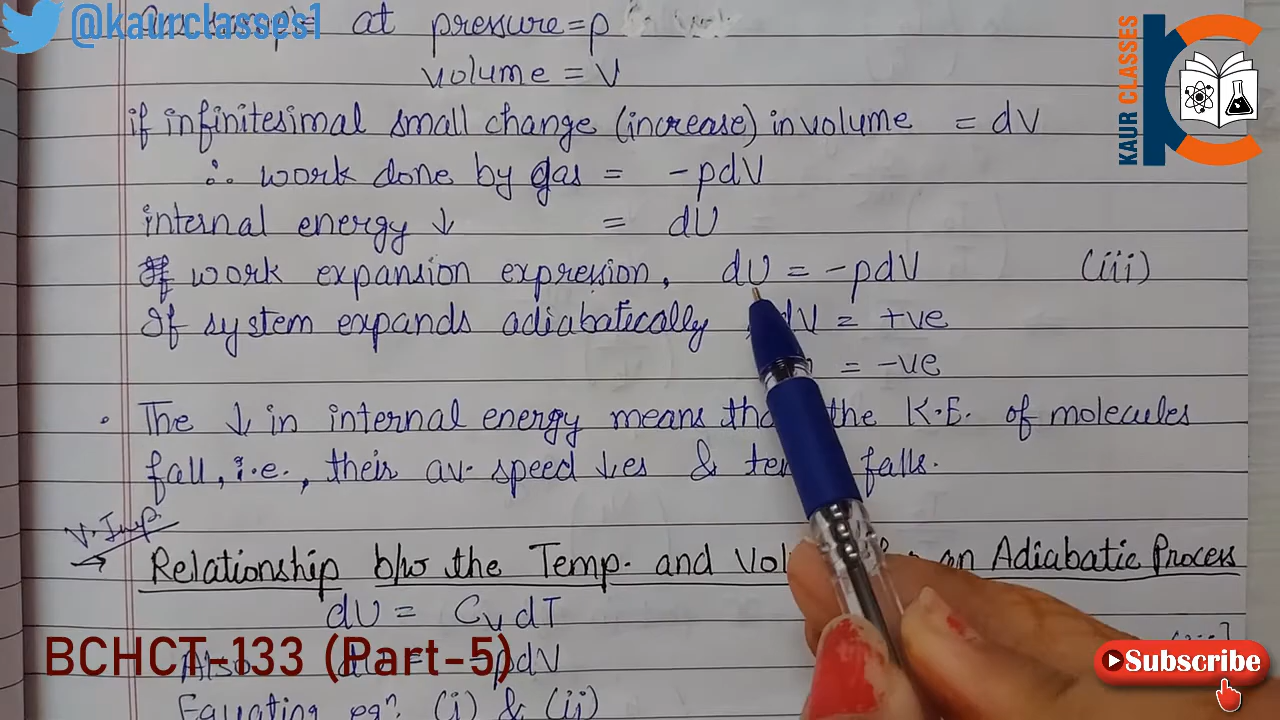 @kaurclasses1
at pressure=p
volume = V
KAUR CLASSES
if infinitesimal small change (increase) in volume = dV
∴ work done by gas = -pdV
internal energy ↓ = dU
work expansion expression, dU = -pdV (iii)
If system expands adiabatically, dV = +ve
= -ve
• The ↓ in internal energy means the K.E. of molecules
fall, i.e., their av. speed ↓es & falls.
V. Imp.
→ Relationship b/w the Temp. and an Adiabatic Process
dU = CvdT
BCHCT-133 (Part-5)
Also -pdV
Subscribe
Equating eqn (i) & (ii)